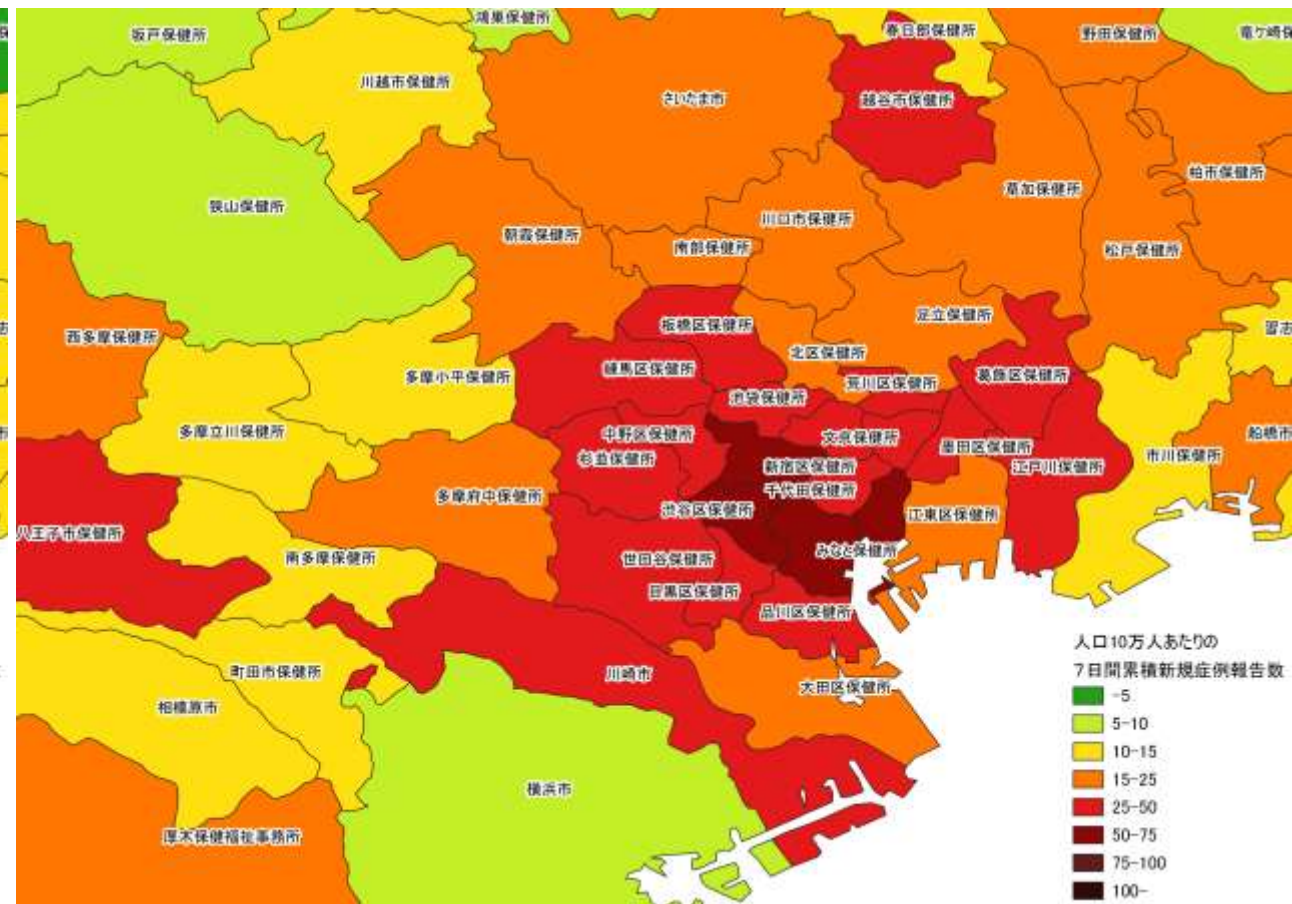 鴻巣保健所
坂戸保健所
春日部保健所
野田保健所
竜ケ崎保
川越市保健所
さいたま市
越谷市保健所
柏市保健所
草加保健所
狭山保健所
川口市保健所
朝霞保健所
南部保健所
松戸保健所
足立保健所
板橋区保健所
習志
西多摩保健所
北区保健所
練馬区保健所
多摩小平保健所
荒川区保健所
葛飾区保健所
池袋保健所
多摩立川保健所
中野区保健所
文京保健所
船橋市
墨田区保健所
杉並保健所
新宿区保健所
江戸川保健所
市川保健所
千代田保健所
多摩府中保健所
渋谷区保健所
江東区保健所
八王子市保健所
みなと保健所
南多摩保健所
世田谷保健所
目黒区保健所
品川区保健所
町田市保健所
川崎市
大田区保健所
相模原市
横浜市
厚木保健福祉事務所
人口10万人あたりの
7日間累積新規症例報告数
-5
5-10
10-15
15-25
25-50
50-75
75-100
100-